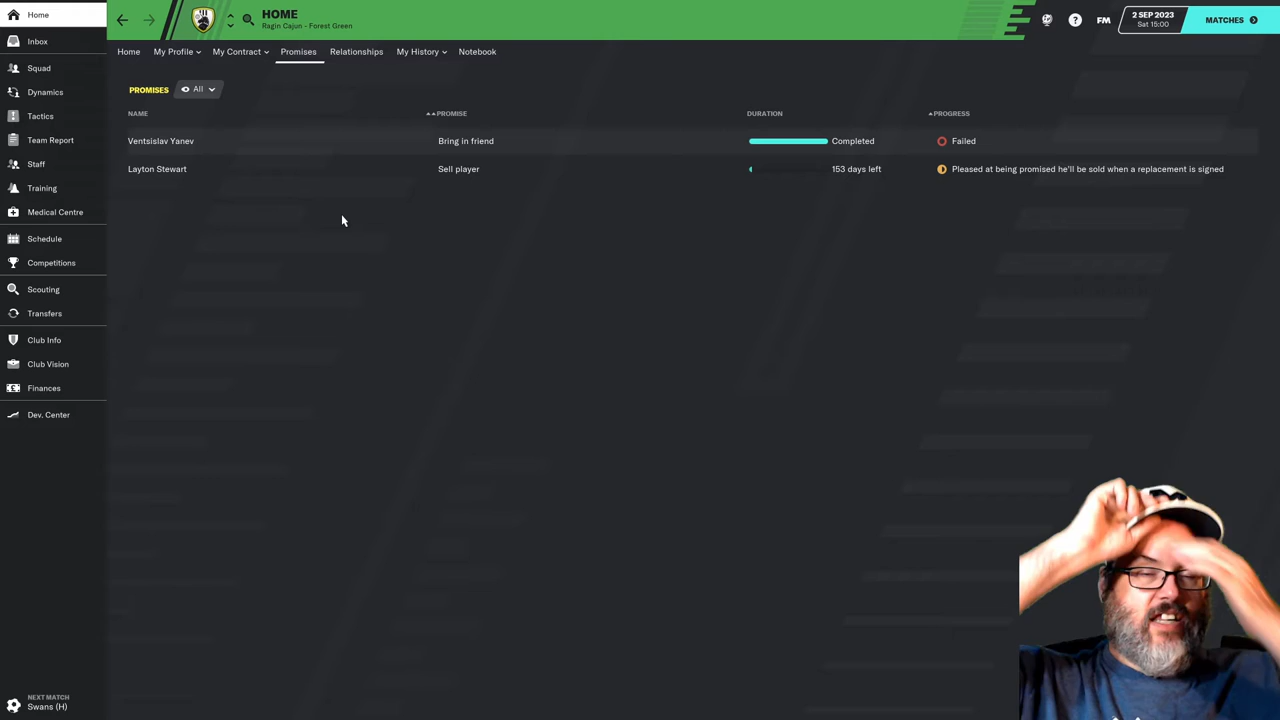 Home
Inbox
Squad
Dynamics
Tactics
Team Report
Staff
Training
Medical Centre
Schedule
Competitions
Scouting
Transfers
Club Info
Club Vision
Finances
Dev. Center
NEXT MATCH
Swans (H)
HOME
Ragin Cajun - Forest Green
FM
2 SEP 2023
Sat 15:00
MATCHES
Home My Profile My Contract Promises Relationships My History Notebook
PROMISES All
NAME PROMISE DURATION PROGRESS
Ventsislav Yanev Bring in friend Completed Failed
Layton Stewart Sell player 153 days left Pleased at being promised he'll be sold when a replacement is signed